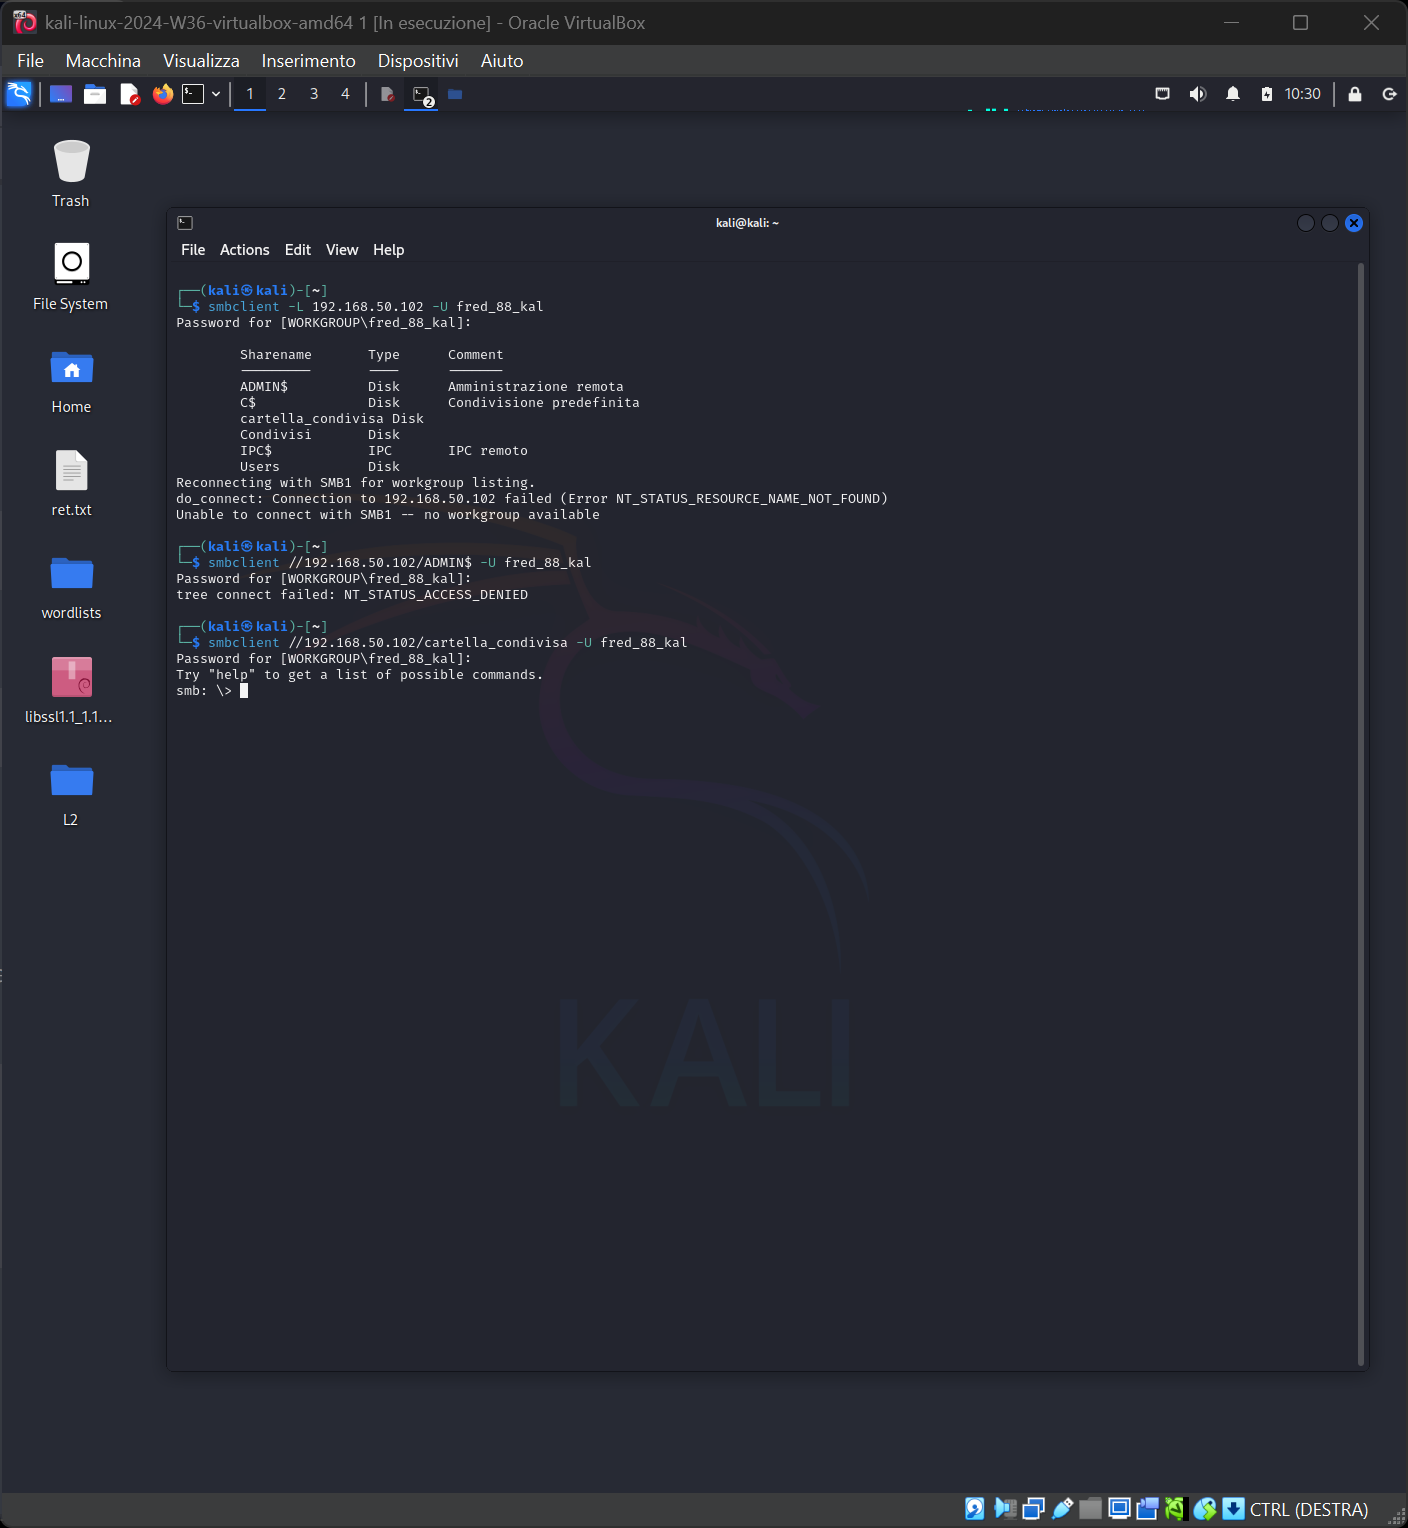 kali-linux-2024-W36-virtualbox-amd64 1 [In esecuzione] - Oracle VirtualBox
File Macchina Visualizza Inserimento Dispositivi Aiuto
1 2 3 4 2 10:30
Trash
File System
Home
ret.txt
wordlists
libssl1.1_1.1...
L2
kali@kali: ~
File Actions Edit View Help
┌──(kali㉿kali)-[~]
└─$ smbclient -L 192.168.50.102 -U fred_88_kal
Password for [WORKGROUP\fred_88_kal]:
Sharename Type Comment
--------- ---- -------
ADMIN$ Disk Amministrazione remota
C$ Disk Condivisione predefinita
cartella_condivisa Disk
Condivisi Disk
IPC$ IPC IPC remoto
Users Disk
Reconnecting with SMB1 for workgroup listing.
do_connect: Connection to 192.168.50.102 failed (Error NT_STATUS_RESOURCE_NAME_NOT_FOUND)
Unable to connect with SMB1 -- no workgroup available
┌──(kali㉿kali)-[~]
└─$ smbclient //192.168.50.102/ADMIN$ -U fred_88_kal
Password for [WORKGROUP\fred_88_kal]:
tree connect failed: NT_STATUS_ACCESS_DENIED
┌──(kali㉿kali)-[~]
└─$ smbclient //192.168.50.102/cartella_condivisa -U fred_88_kal
Password for [WORKGROUP\fred_88_kal]:
Try "help" to get a list of possible commands.
smb: \>
KALI
CTRL (DESTRA)